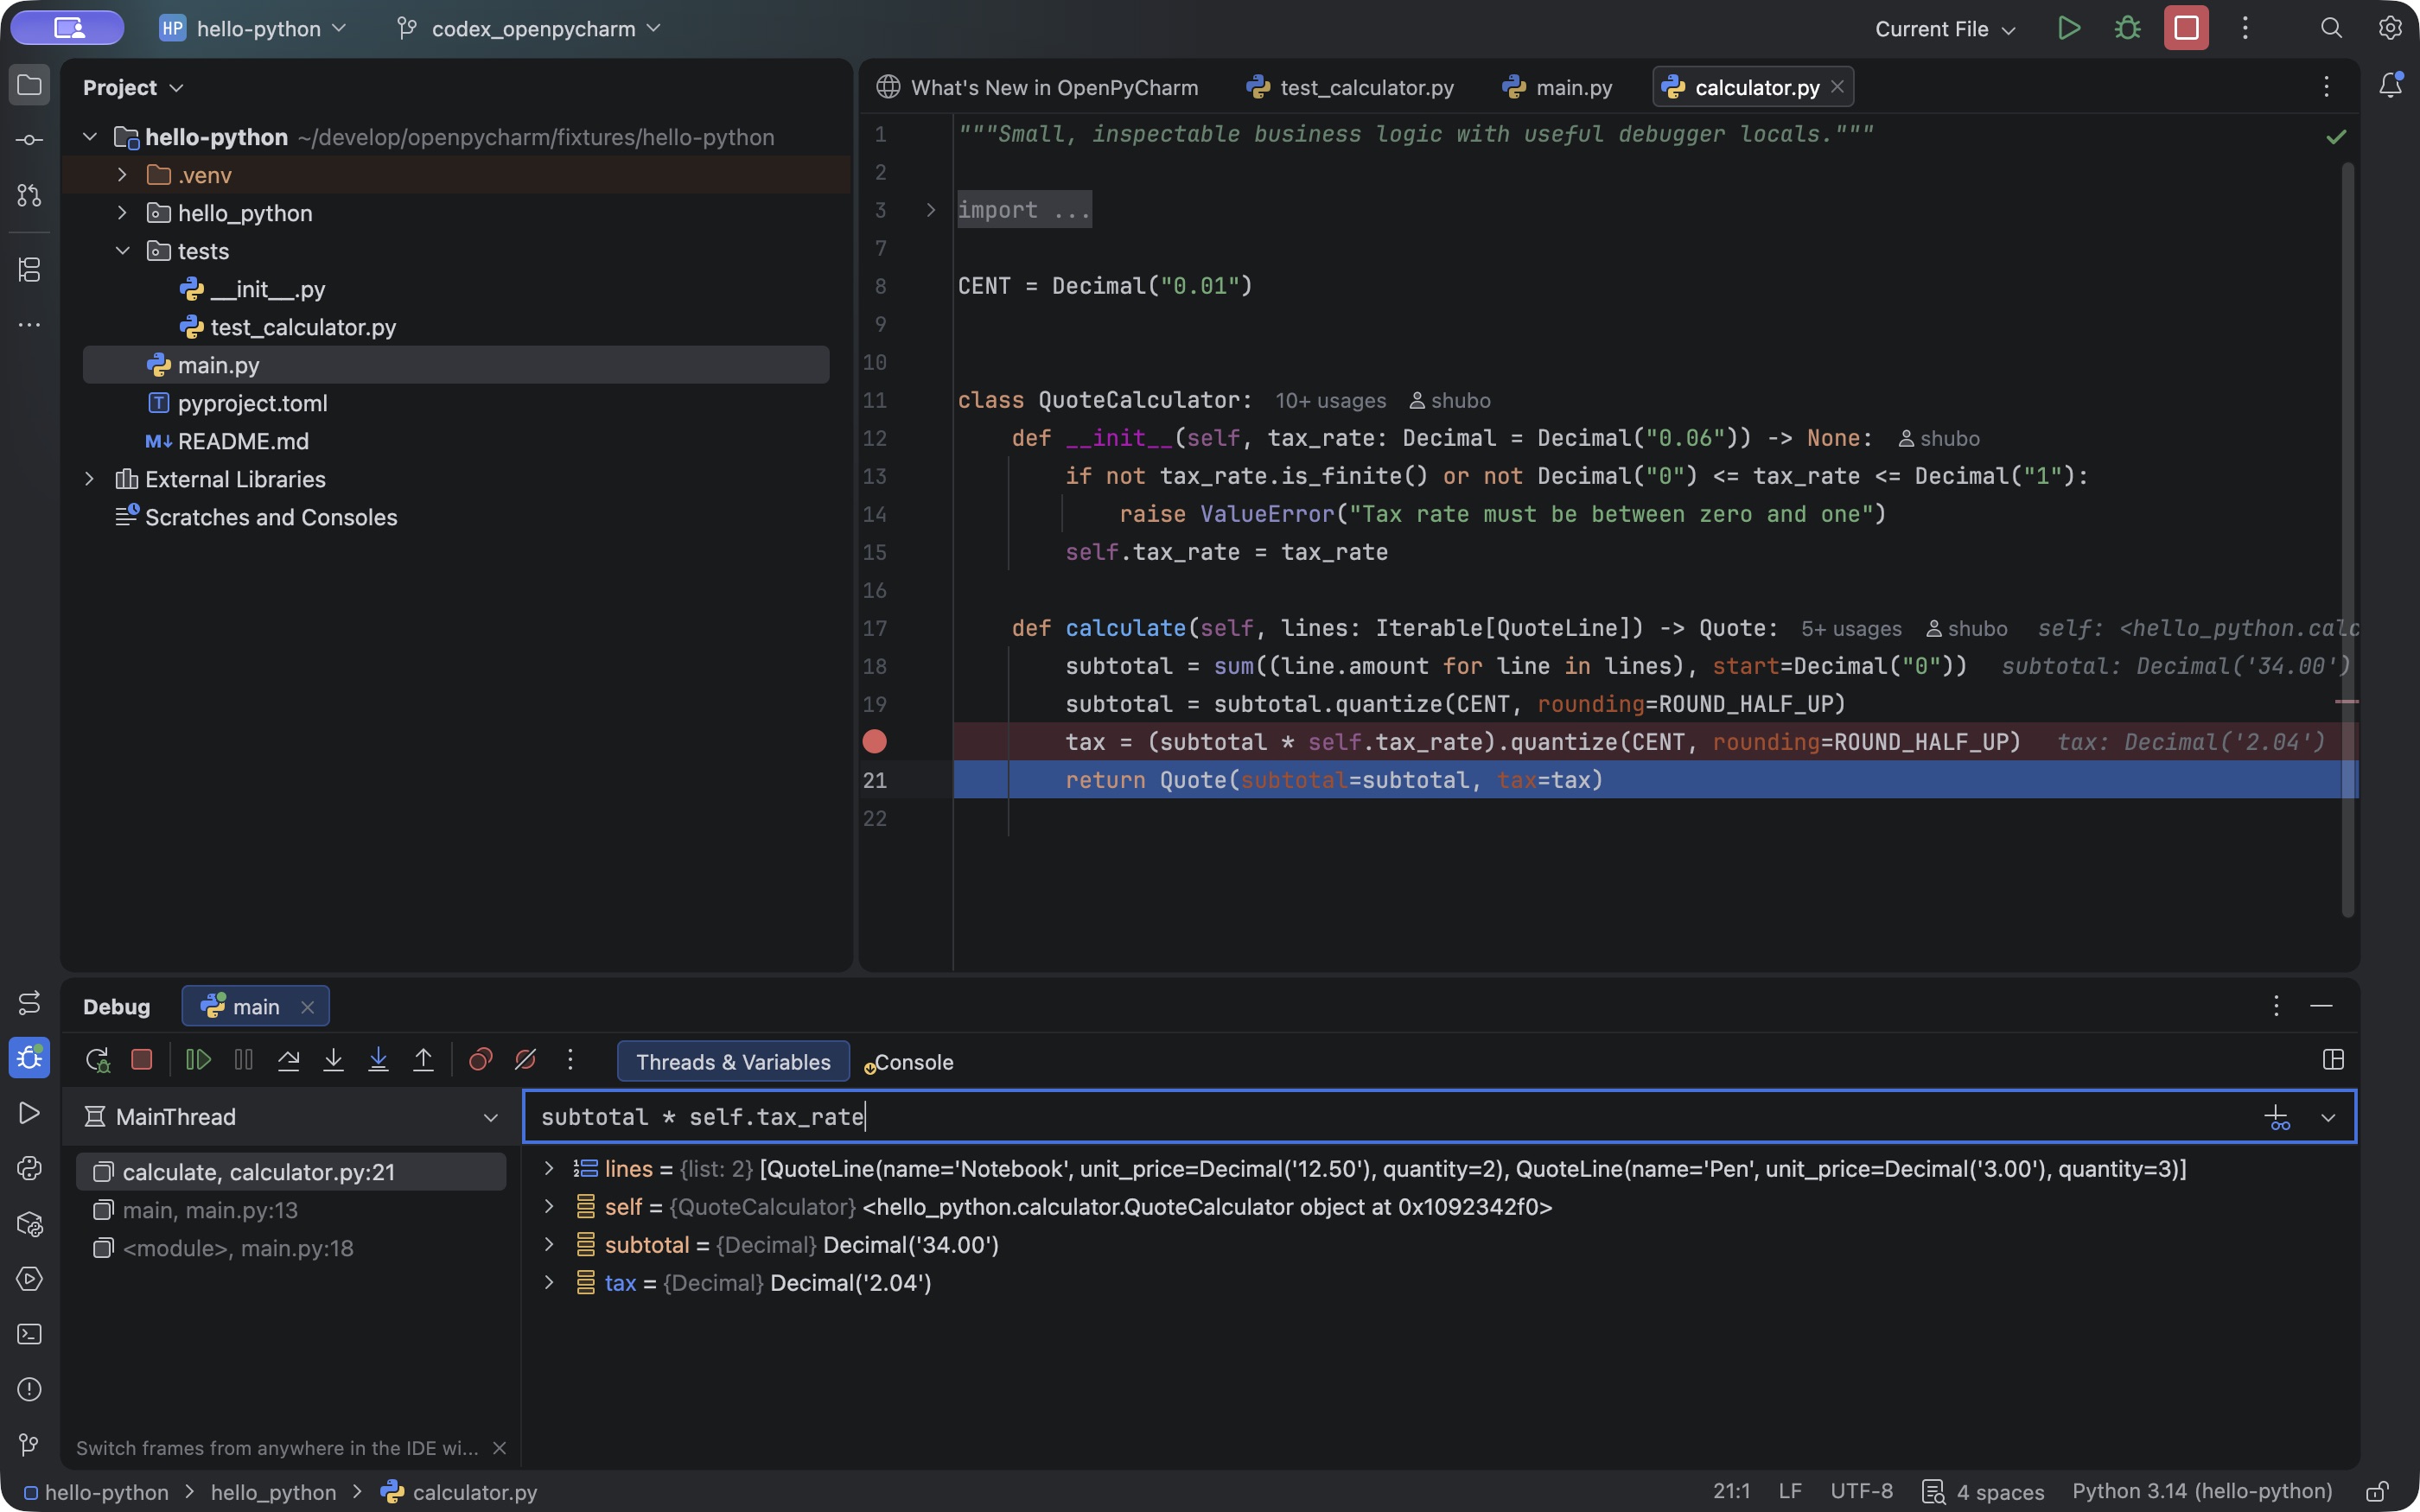 HP hello-python codex_openpycharm Current File
Project
hello-python ~/develop/openpycharm/fixtures/hello-python
.venv
hello_python
tests
__init__.py
test_calculator.py
main.py
T pyproject.toml
M↓ README.md
External Libraries
Scratches and Consoles
What's New in OpenPyCharm test_calculator.py main.py calculator.py
1 """Small, inspectable business logic with useful debugger locals."""
2
3 import ...
7
8 CENT = Decimal("0.01")
9
10
11 class QuoteCalculator: 10+ usages shubo
12 def __init__(self, tax_rate: Decimal = Decimal("0.06")) -> None: shubo
13 if not tax_rate.is_finite() or not Decimal("0") <= tax_rate <= Decimal("1"):
14 raise ValueError("Tax rate must be between zero and one")
15 self.tax_rate = tax_rate
16
17 def calculate(self, lines: Iterable[QuoteLine]) -> Quote: 5+ usages shubo self: <hello_python.calc
18 subtotal = sum((line.amount for line in lines), start=Decimal("0")) subtotal: Decimal('34.00')
19 subtotal = subtotal.quantize(CENT, rounding=ROUND_HALF_UP)
tax = (subtotal * self.tax_rate).quantize(CENT, rounding=ROUND_HALF_UP) tax: Decimal('2.04')
21 return Quote(subtotal=subtotal, tax=tax)
22
Debug main
Threads & Variables Console
MainThread
calculate, calculator.py:21
main, main.py:13
<module>, main.py:18
Switch frames from anywhere in the IDE wi...
subtotal * self.tax_rate
lines = {list: 2} [QuoteLine(name='Notebook', unit_price=Decimal('12.50'), quantity=2), QuoteLine(name='Pen', unit_price=Decimal('3.00'), quantity=3)]
self = {QuoteCalculator} <hello_python.calculator.QuoteCalculator object at 0x1092342f0>
subtotal = {Decimal} Decimal('34.00')
tax = {Decimal} Decimal('2.04')
hello-python > hello_python > calculator.py 21:1 LF UTF-8 4 spaces Python 3.14 (hello-python)